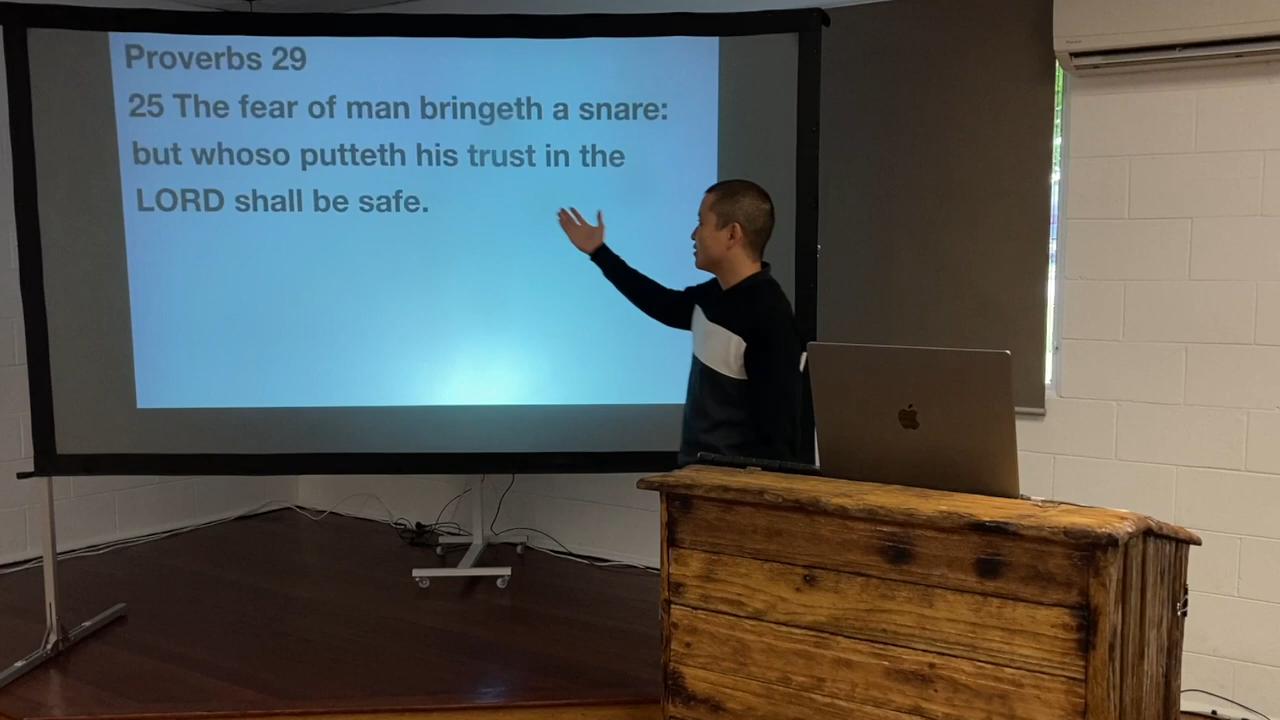 Proverbs 29
25 The fear of man bringeth a snare:
but whoso putteth his trust in the
LORD shall be safe.